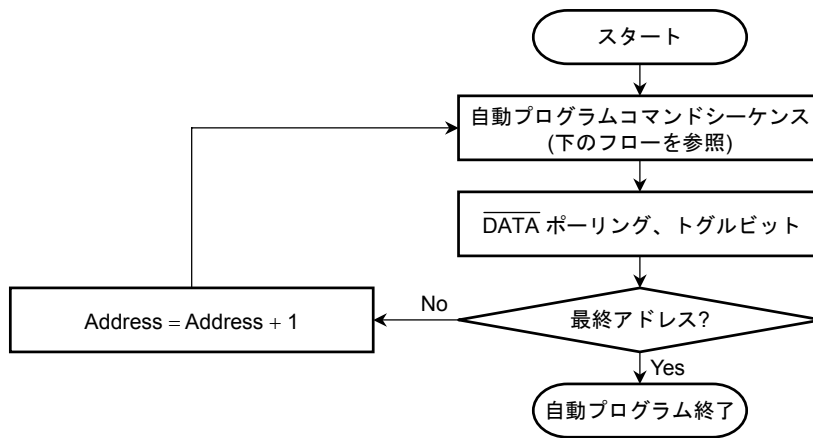 スタート
自動プログラムコマンドシーケンス
(下のフローを参照)
DATA ポーリング、トグルビット
最終アドレス?
No
Address = Address + 1
Yes
自動プログラム終了